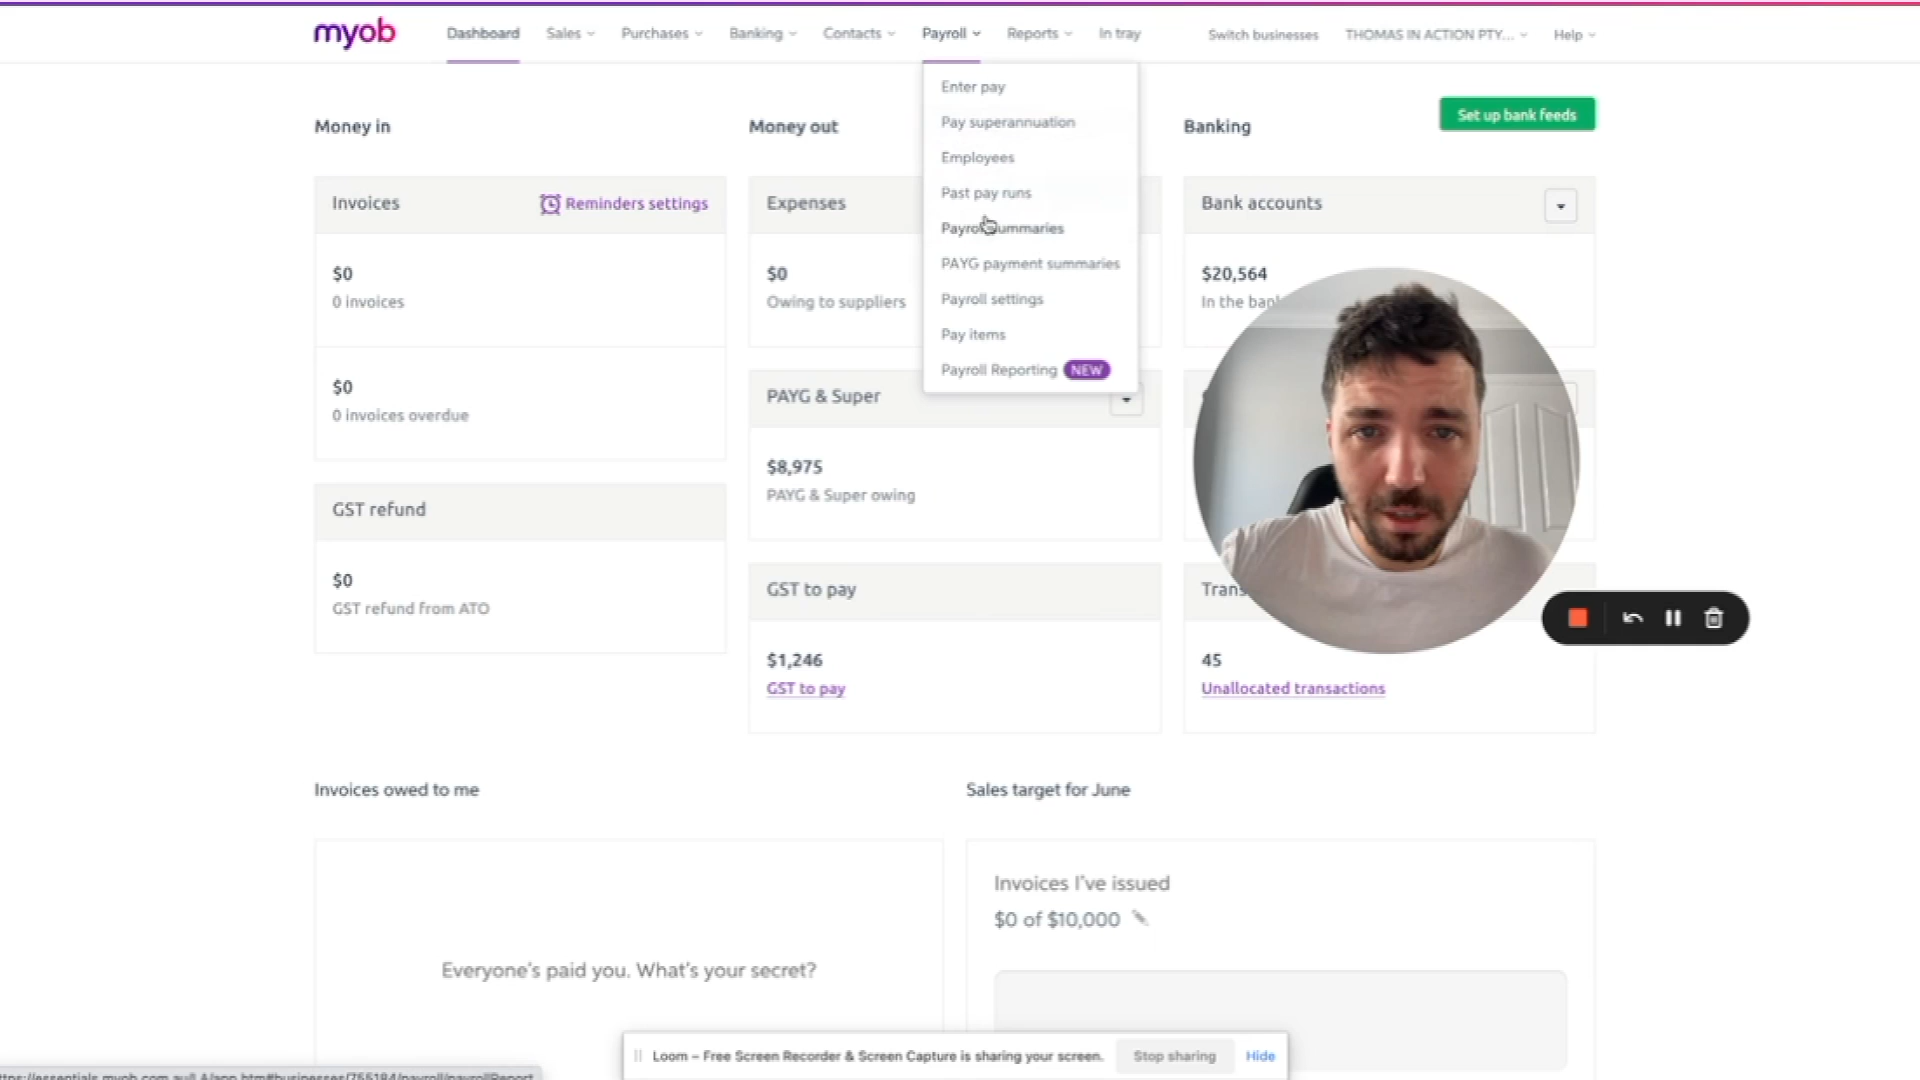 myob
Dashboard
Sales
Purchases
Banking
Contacts
Payroll
Reports
In tray
Switch businesses
THOMAS IN ACTION PTY...
Help
Enter pay
Pay superannuation
Employees
Past pay runs
Payroll summaries
PAYG payment summaries
Payroll settings
Pay items
Payroll Reporting NEW
Money in
Invoices
Reminders settings
$0
0 invoices
$0
0 invoices overdue
GST refund
$0
GST refund from ATO
Money out
Expenses
$0
Owing to suppliers
PAYG & Super
$8,975
PAYG & Super owing
GST to pay
$1,246
GST to pay
Banking
Set up bank feeds
Bank accounts
$20,564
In the bank
45
Unallocated transactions
Invoices owed to me
Everyone's paid you. What's your secret?
Sales target for June
Invoices I've issued
$0 of $10,000
Loom – Free Screen Recorder & Screen Capture is sharing your screen.
Stop sharing
Hide